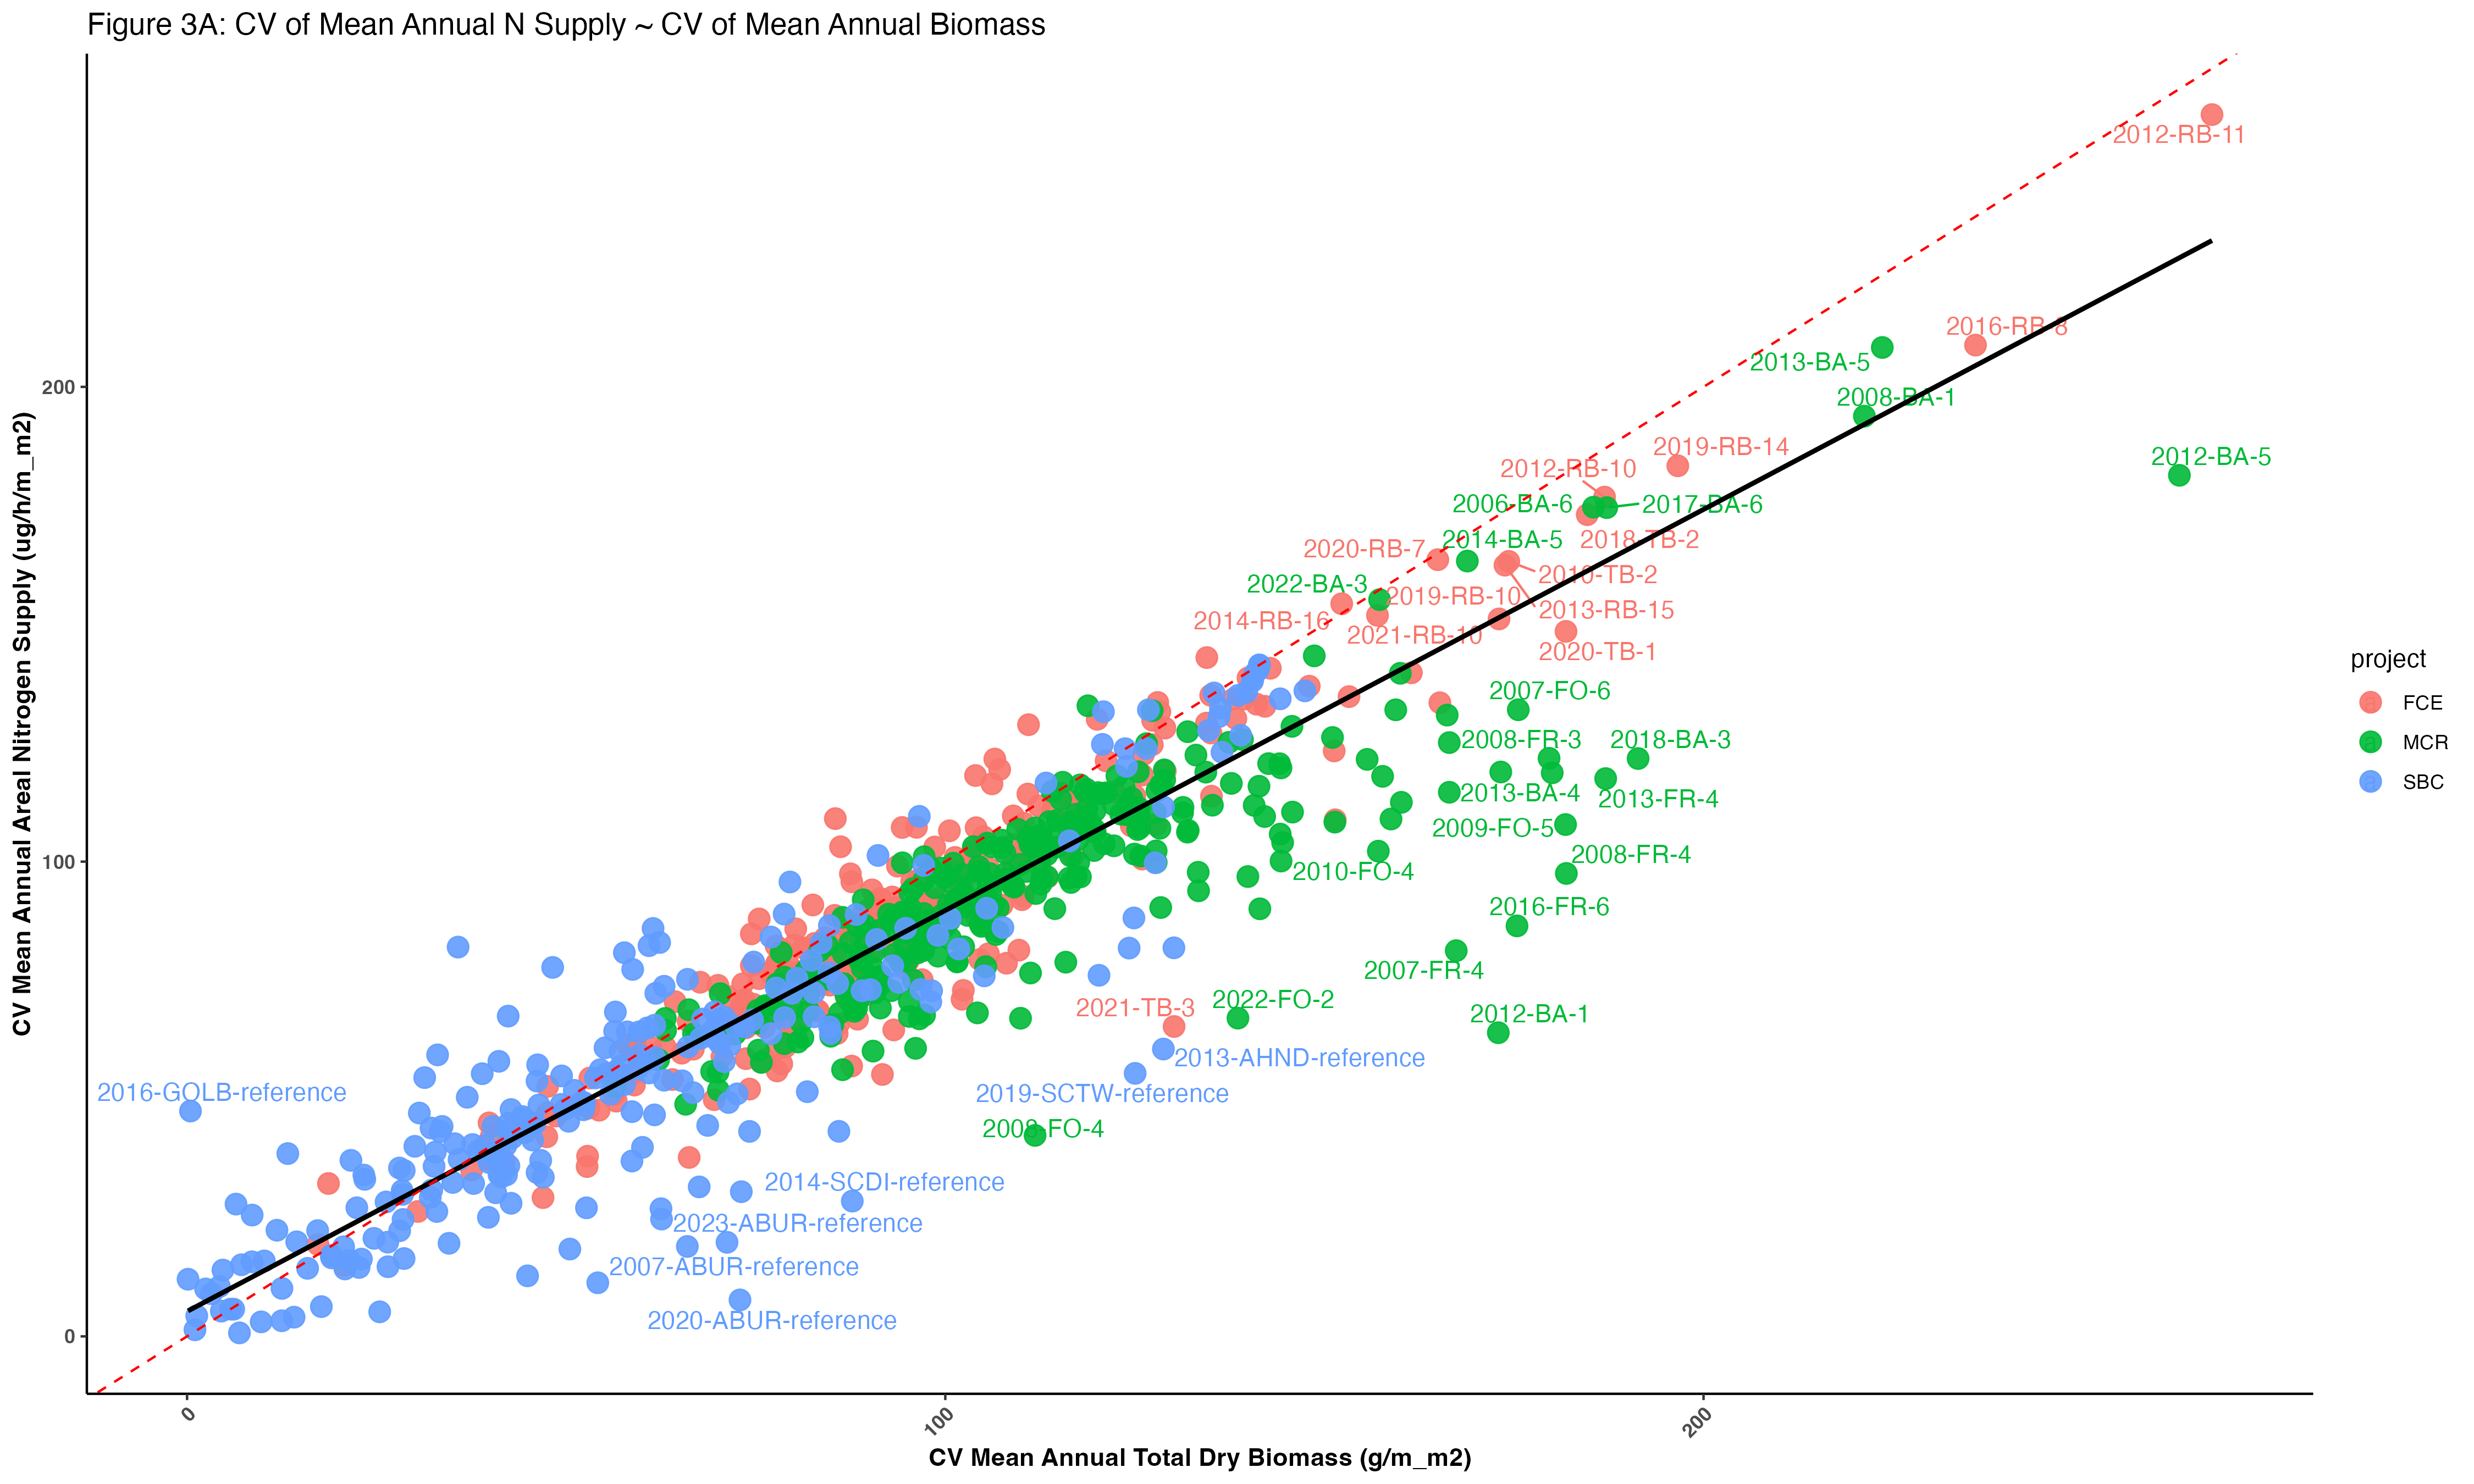 Figure 3A: CV of Mean Annual N Supply ~ CV of Mean Annual Biomass
CV Mean Annual Areal Nitrogen Supply (ug/h/m_m2)
200
100
0
2012-RB-11
2016-RB-8
2013-BA-5
2008-BA-1
2012-BA-5
2019-RB-14
2012-RB-10
2006-BA-6
2017-BA-6
2014-BA-5
2018-TB-2
2020-RB-7
2010-TB-2
2022-BA-3
2019-RB-10
2013-RB-15
2014-RB-16
2021-RB-10
2020-TB-1
2007-FO-6
2008-FR-3
2018-BA-3
2013-BA-4
2013-FR-4
2009-FO-5
2008-FR-4
2010-FO-4
2016-FR-6
2007-FR-4
2022-FO-2
2021-TB-3
2012-BA-1
2013-AHND-reference
2016-GOLB-reference
2019-SCTW-reference
2008-FO-4
2014-SCDI-reference
2023-ABUR-reference
2007-ABUR-reference
2020-ABUR-reference
0
100
200
CV Mean Annual Total Dry Biomass (g/m_m2)
project
FCE
MCR
SBC